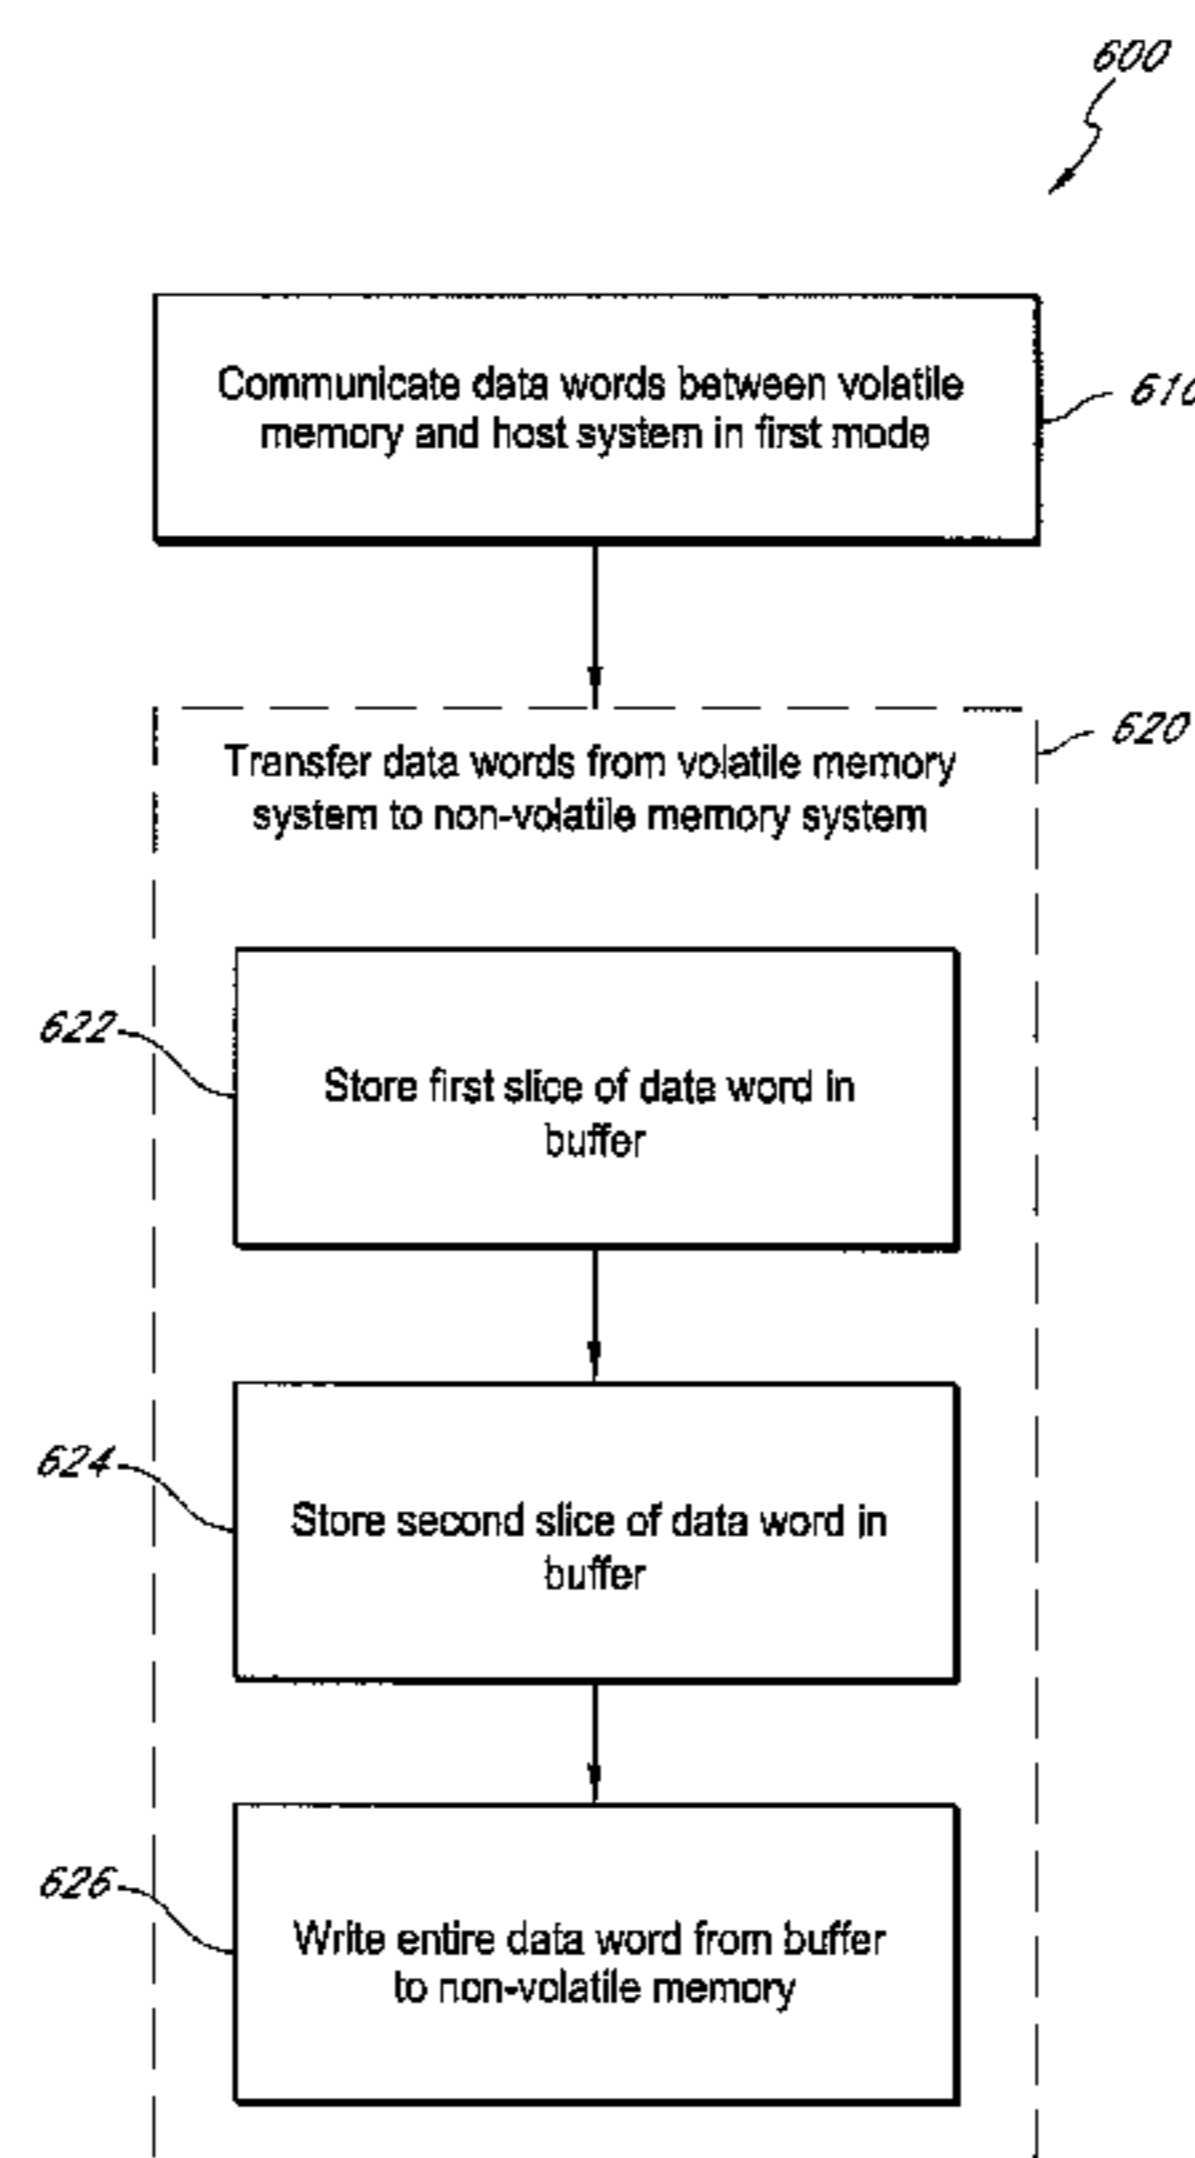 600
Communicate data words between volatile
memory and host system in first mode
610
Transfer data words from volatile memory
system to non-volatile memory system
620
622
Store first slice of date word in
buffer
624
Store second slice of data word in
buffer
626
Write entire data word from buffer
to non-volatile memory